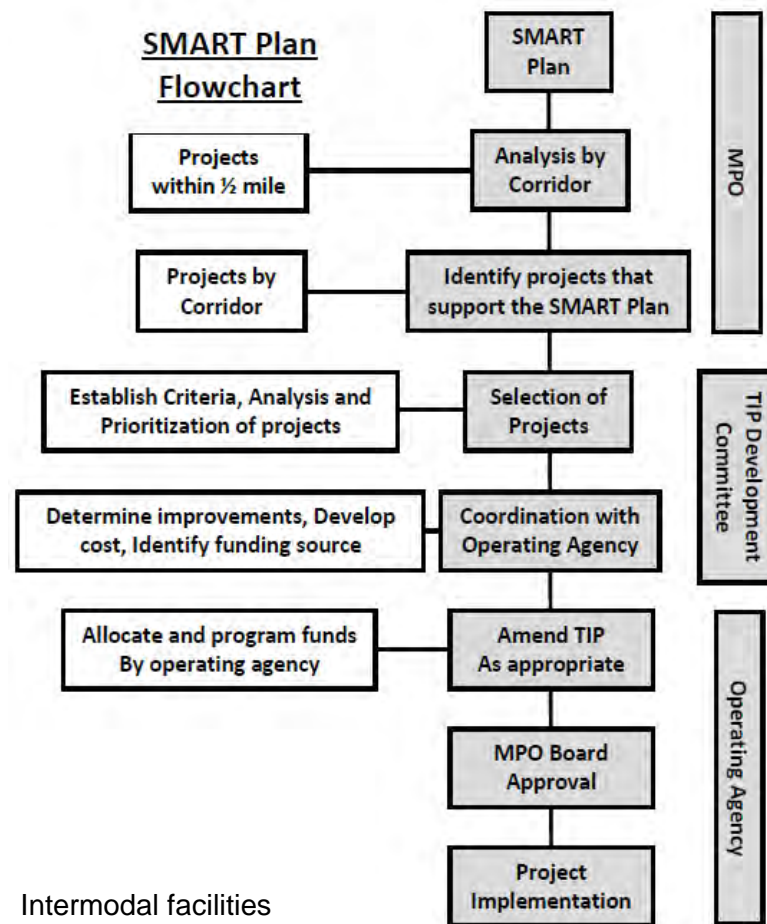 SMART Plan
Flowchart
SMART
Plan
Projects
within ½ mile
Analysis by
Corridor
MPO
Projects by
Corridor
Identify projects that
support the SMART Plan
Establish Criteria, Analysis and
Prioritization of projects
Selection of
Projects
TIP Development
Committee
Determine improvements, Develop
cost, Identify funding source
Coordination with
Operating Agency
Allocate and program funds
By operating agency
Amend TIP
As appropriate
Operating Agency
MPO Board
Approval
Project
Implementation
Intermodal facilities